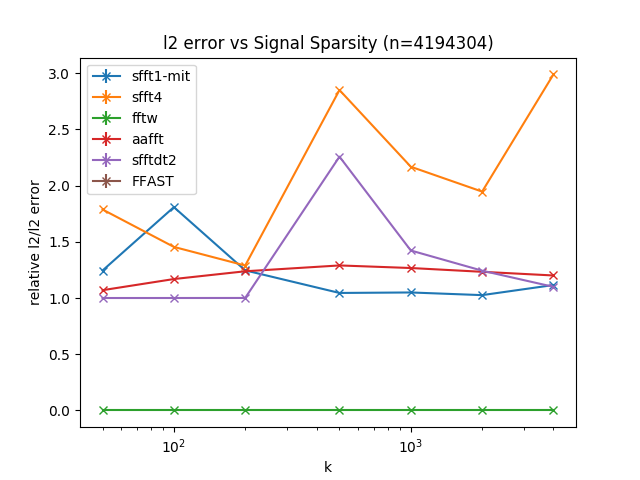 l2 error vs Signal Sparsity (n=4194304)
sfft1-mit
sfft4
fftw
aafft
sfftdt2
FFAST
relative l2/l2 error
3.0
2.5
2.0
1.5
1.0
0.5
0.0
10²
10³
k